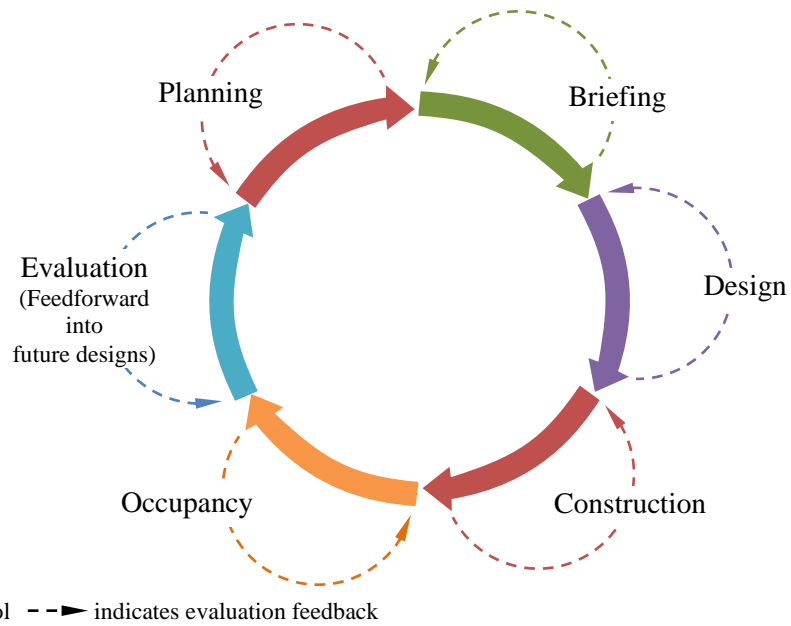 Planning
Briefing
Evaluation
(Feedforward
into
future designs)
Design
Occupancy
Construction
indicates evaluation feedback